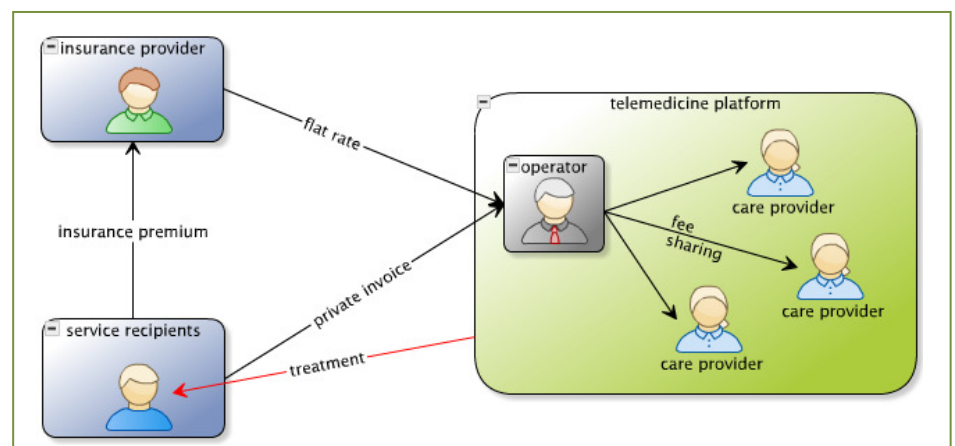 insurance provider
telemedicine platform
flat rate
operator
care provider
insurance premium
fee
sharing
private invoice
care provider
service recipients
treatment
care provider